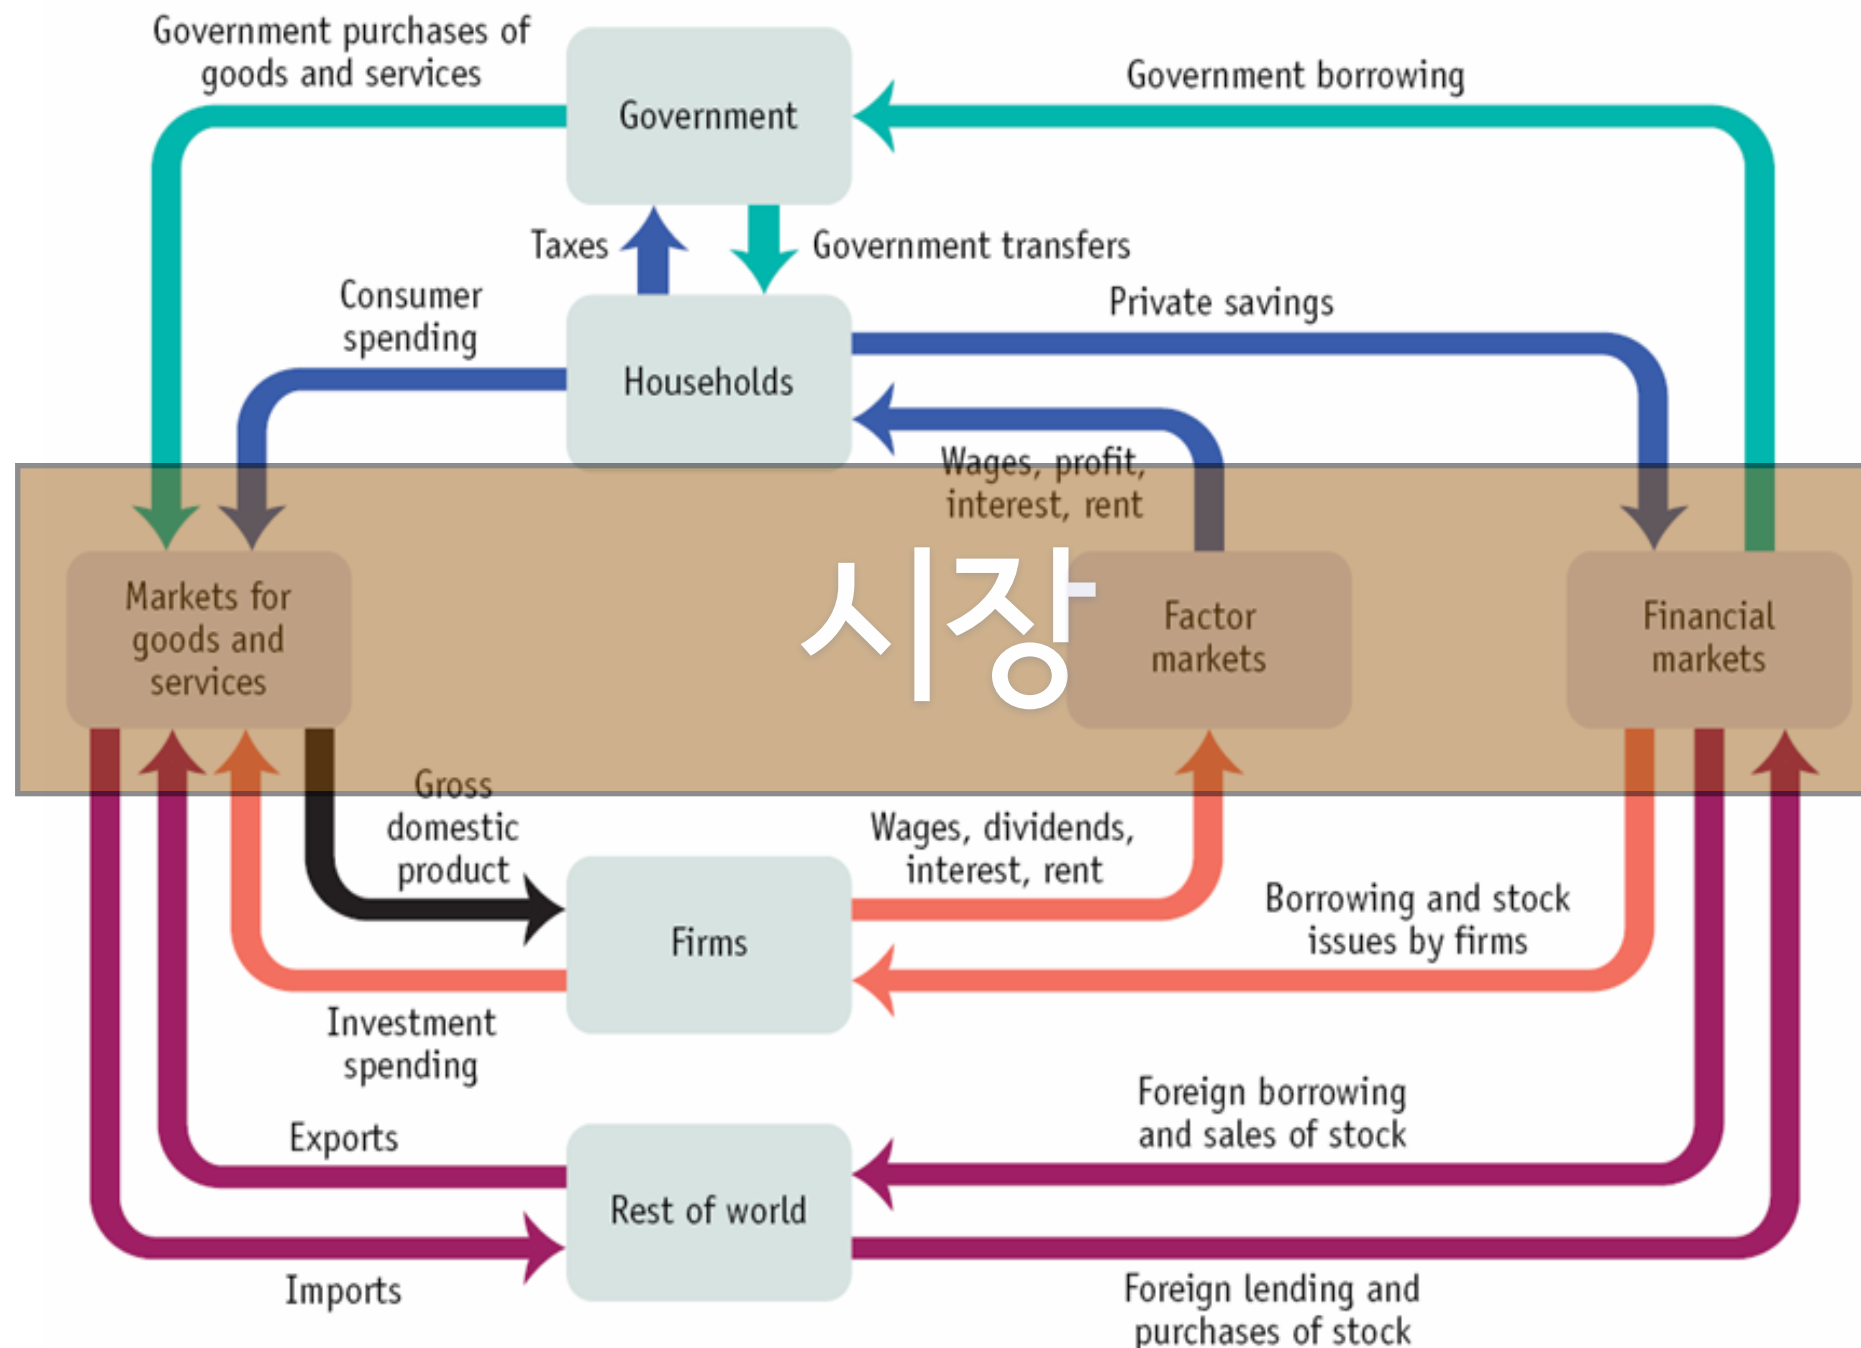 Government purchases of
goods and services
Government
Government borrowing
Taxes
Government transfers
Consumer
spending
Households
Private savings
Wages, profit,
interest, rent
Markets for
goods and
services
시장
Factor
markets
Financial
markets
Gross
domestic
product
Wages, dividends,
interest, rent
Firms
Borrowing and stock
issues by firms
Investment
spending
Foreign borrowing
and sales of stock
Exports
Rest of world
Imports
Foreign lending and
purchases of stock